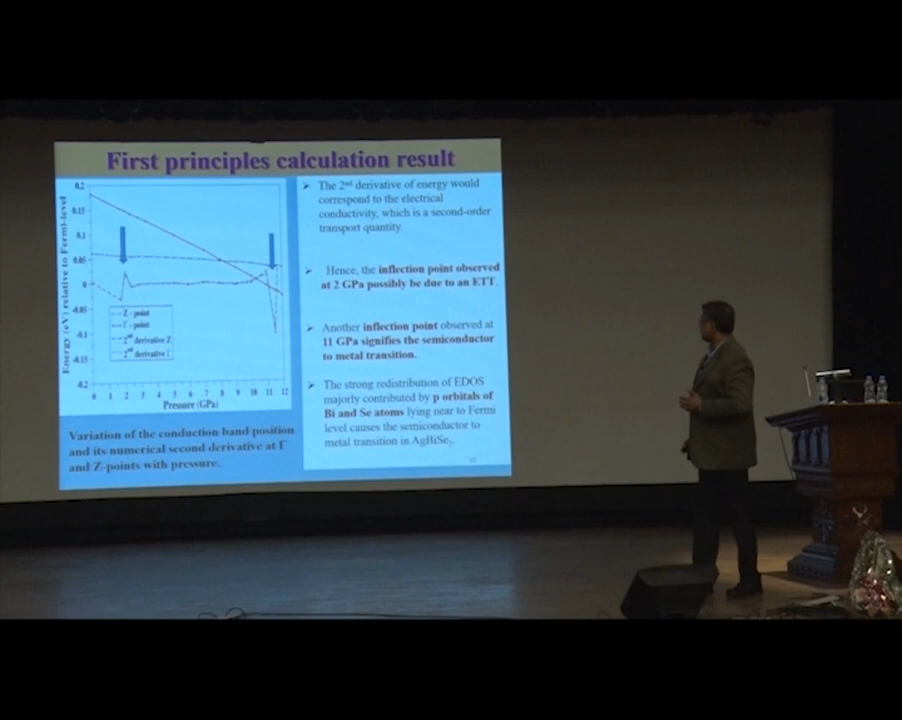 First principles calculation result
0.2
0.15
0.1
0.05
0
-0.05
-0.1
-0.15
-0.2
Energy (eV) relative to Fermi-level
Z - point
Γ - point
2nd derivative Z
2nd derivative Γ
0 1 2 3 4 5 6 7 8 9 10 11 12
Pressure (GPa)
Variation of the conduction band position
and its numerical second derivative at Γ
and Z-points with pressure.
➢ The 2nd derivative of energy would
correspond to the electrical
conductivity, which is a second-order
transport quantity.
➢ Hence, the inflection point observed
at 2 GPa possibly be due to an ETT.
➢ Another inflection point observed at
11 GPa signifies the semiconductor
to metal transition.
➢ The strong redistribution of EDOS
majorly contributed by p orbitals of
Bi and Se atoms lying near to Fermi
level causes the semiconductor to
metal transition in AgBiSe2.